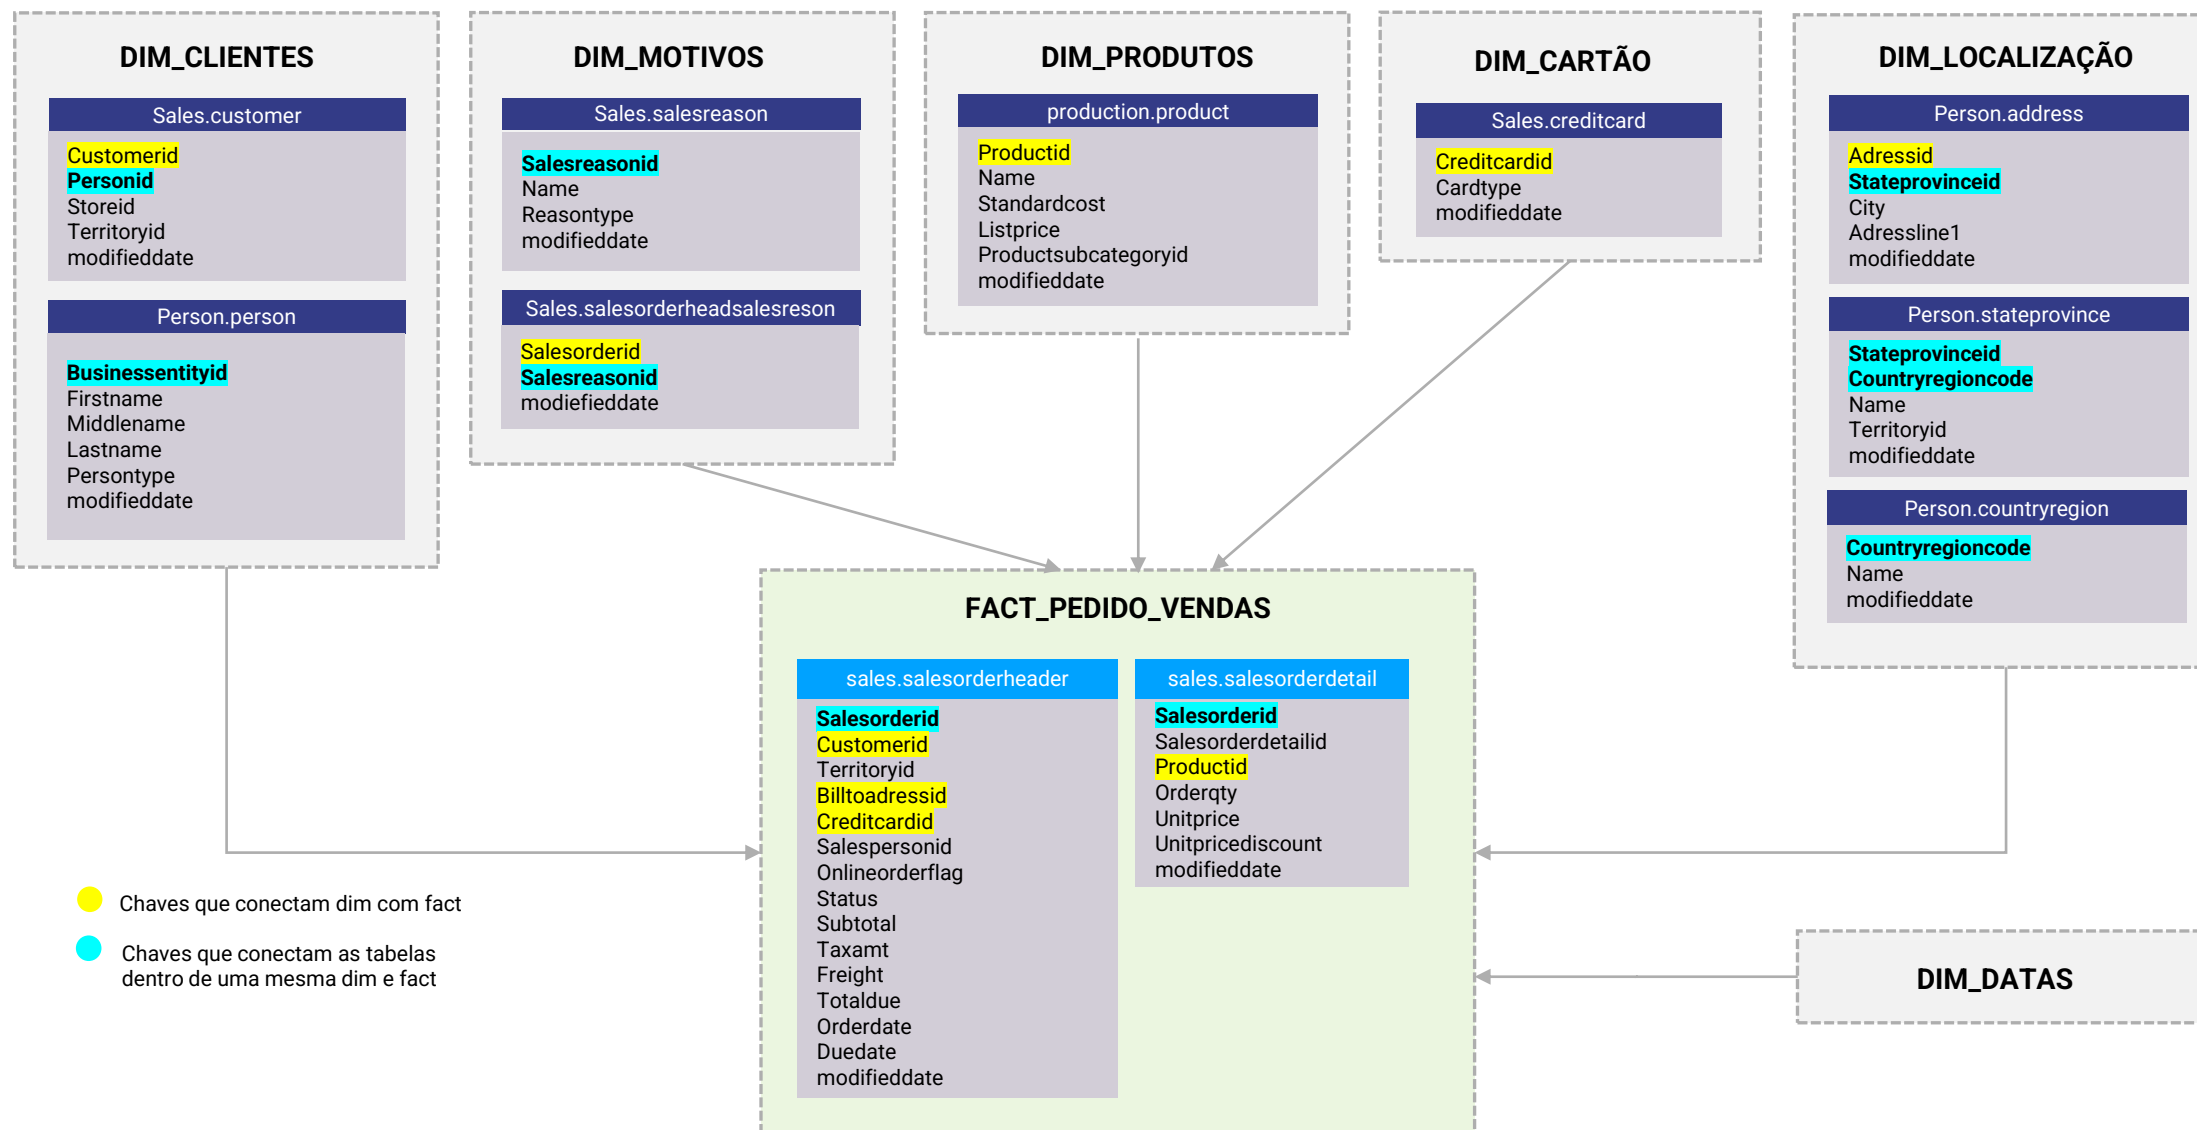 DIM_CLIENTES
Sales.customer
Customerid
Personid
Storeid
Territoryid
modifieddate
Person.person
Businessentityid
Firstname
Middlename
Lastname
Persontype
modifieddate
DIM_MOTIVOS
Sales.salesreason
Salesreasonid
Name
Reasontype
modifieddate
Sales.salesorderheadsalesreson
Salesorderid
Salesreasonid
modiefieddate
DIM_PRODUTOS
production.product
Productid
Name
Standardcost
Listprice
Productsubcategoryid
modifieddate
DIM_CARTÃO
Sales.creditcard
Creditcardid
Cardtype
modifieddate
DIM_LOCALIZAÇÃO
Person.address
Adressid
Stateprovinceid
City
Adressline1
modifieddate
Person.stateprovince
Stateprovinceid
Countryregioncode
Name
Territoryid
modifieddate
Person.countryregion
Countryregioncode
Name
modifieddate
FACT_PEDIDO_VENDAS
sales.salesorderheader
Salesorderid
Customerid
Territoryid
Billtoadressid
Creditcardid
Salespersonid
Onlineorderflag
Status
Subtotal
Taxamt
Freight
Totaldue
Orderdate
Duedate
modifieddate
sales.salesorderdetail
Salesorderid
Salesorderdetailid
Productid
Orderqty
Unitprice
Unitpricediscount
modifieddate
Chaves que conectam dim com fact
Chaves que conectam as tabelas
dentro de uma mesma dim e fact
DIM_DATAS